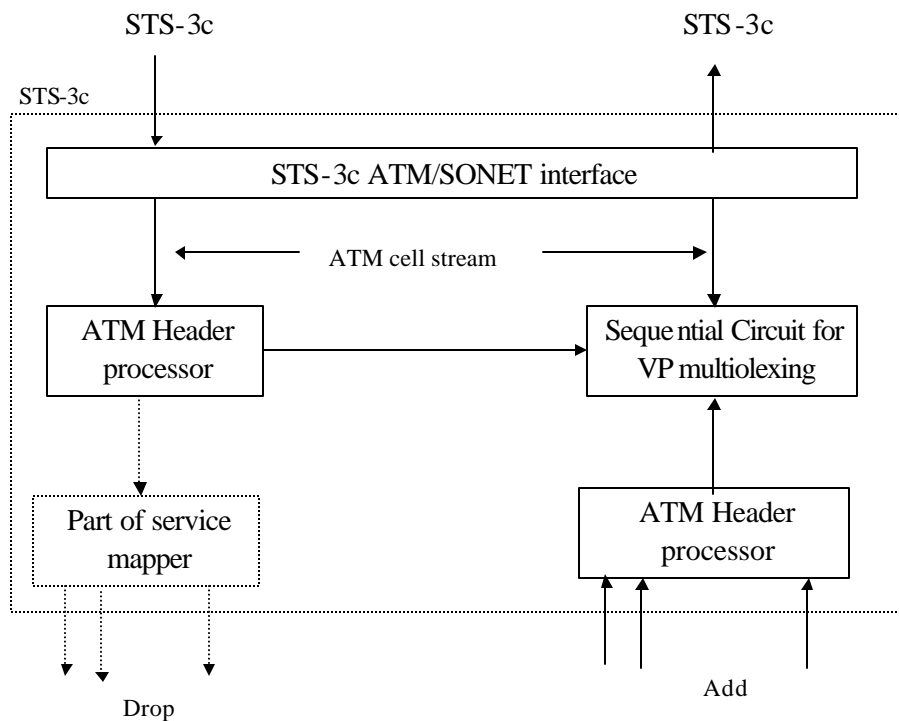 STS-3c
STS-3c
STS-3c
STS-3c ATM/SONET interface
ATM cell stream
ATM Header
processor
Sequential Circuit for
VP multiolexing
Part of service
mapper
ATM Header
processor
Drop
Add